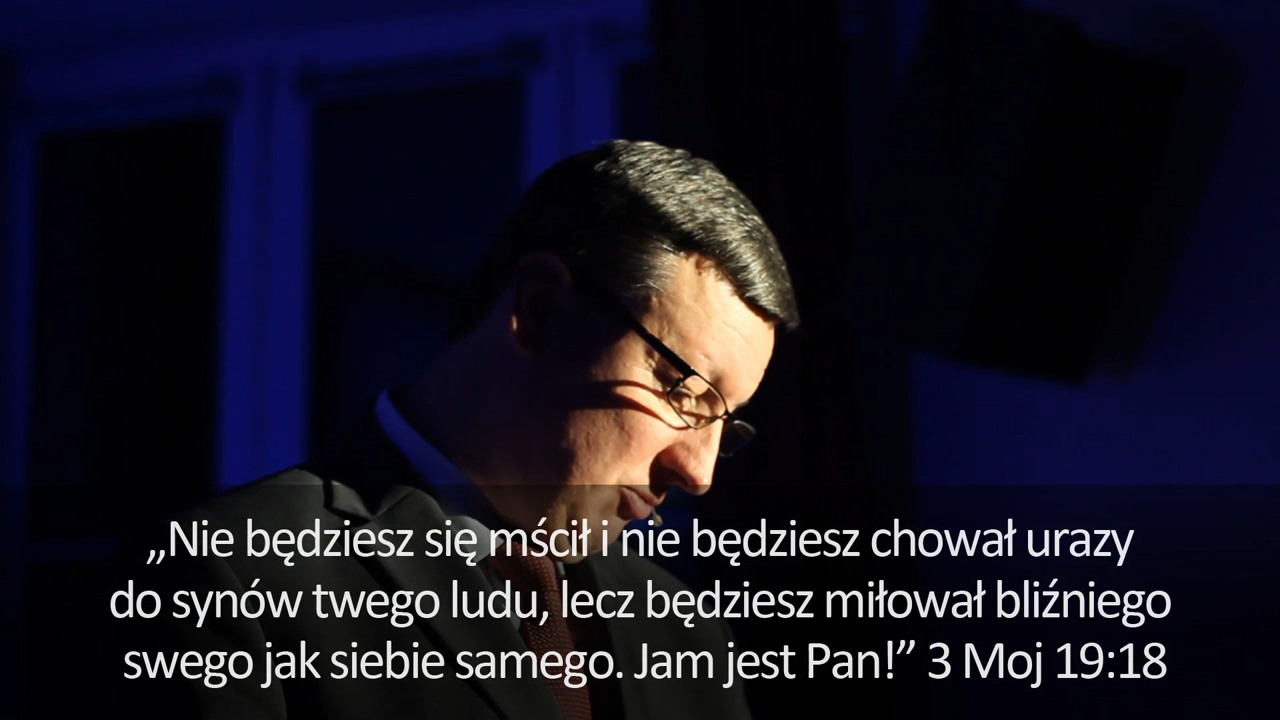 „Nie będziesz się mścił i nie będziesz chował urazy
do synów twego ludu, lecz będziesz miłował bliźniego
swego jak siebie samego. Jam jest Pan!” 3 Moj 19:18